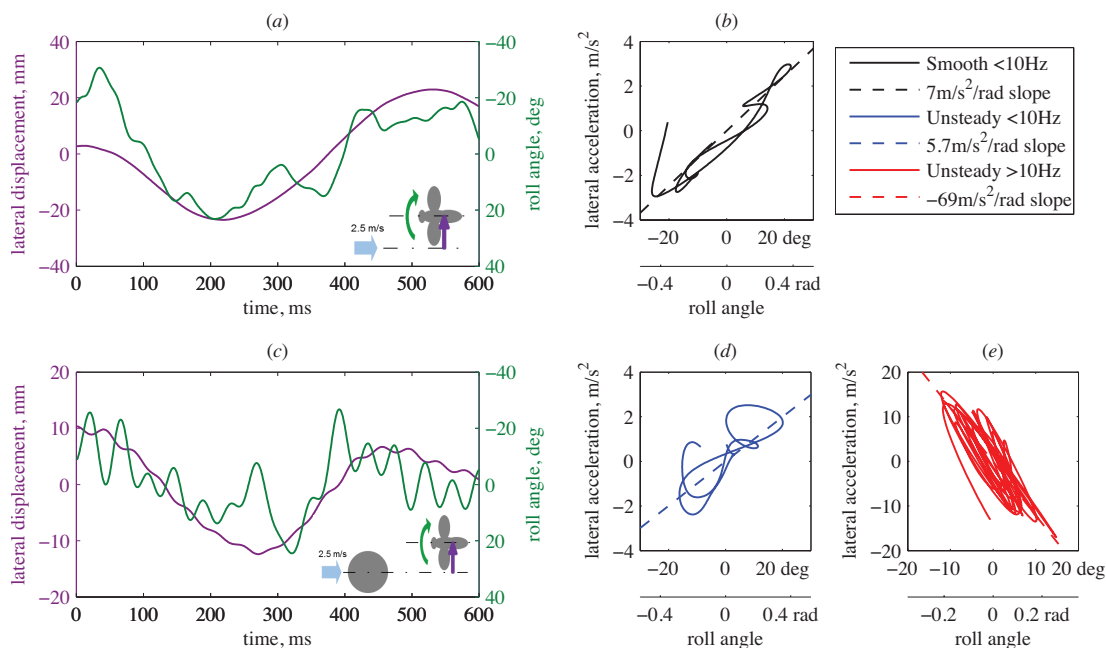 (a)
lateral displacement, mm
40
20
0
−20
−40
−40
−20
0
20
40
roll angle, deg
2.5 m/s
0 100 200 300 400 500 600
time, ms
(b)
lateral acceleration, m/s²
4
2
0
−2
−4
−20 0 20 deg
−0.4 0 0.4 rad
roll angle
Smooth <10Hz
7m/s²/rad slope
Unsteady <10Hz
5.7m/s²/rad slope
Unsteady >10Hz
−69m/s²/rad slope
(c)
lateral displacement, mm
20
10
0
−10
−20
−40
−20
0
20
40
roll angle, deg
2.5 m/s
0 100 200 300 400 500 600
time, ms
(d)
lateral acceleration, m/s²
4
2
0
−2
−4
−20 0 20 deg
−0.4 0 0.4 rad
roll angle
(e)
lateral acceleration, m/s²
20
10
0
−10
−20
−20 −10 0 10 20 deg
−0.2 0 0.2 rad
roll angle